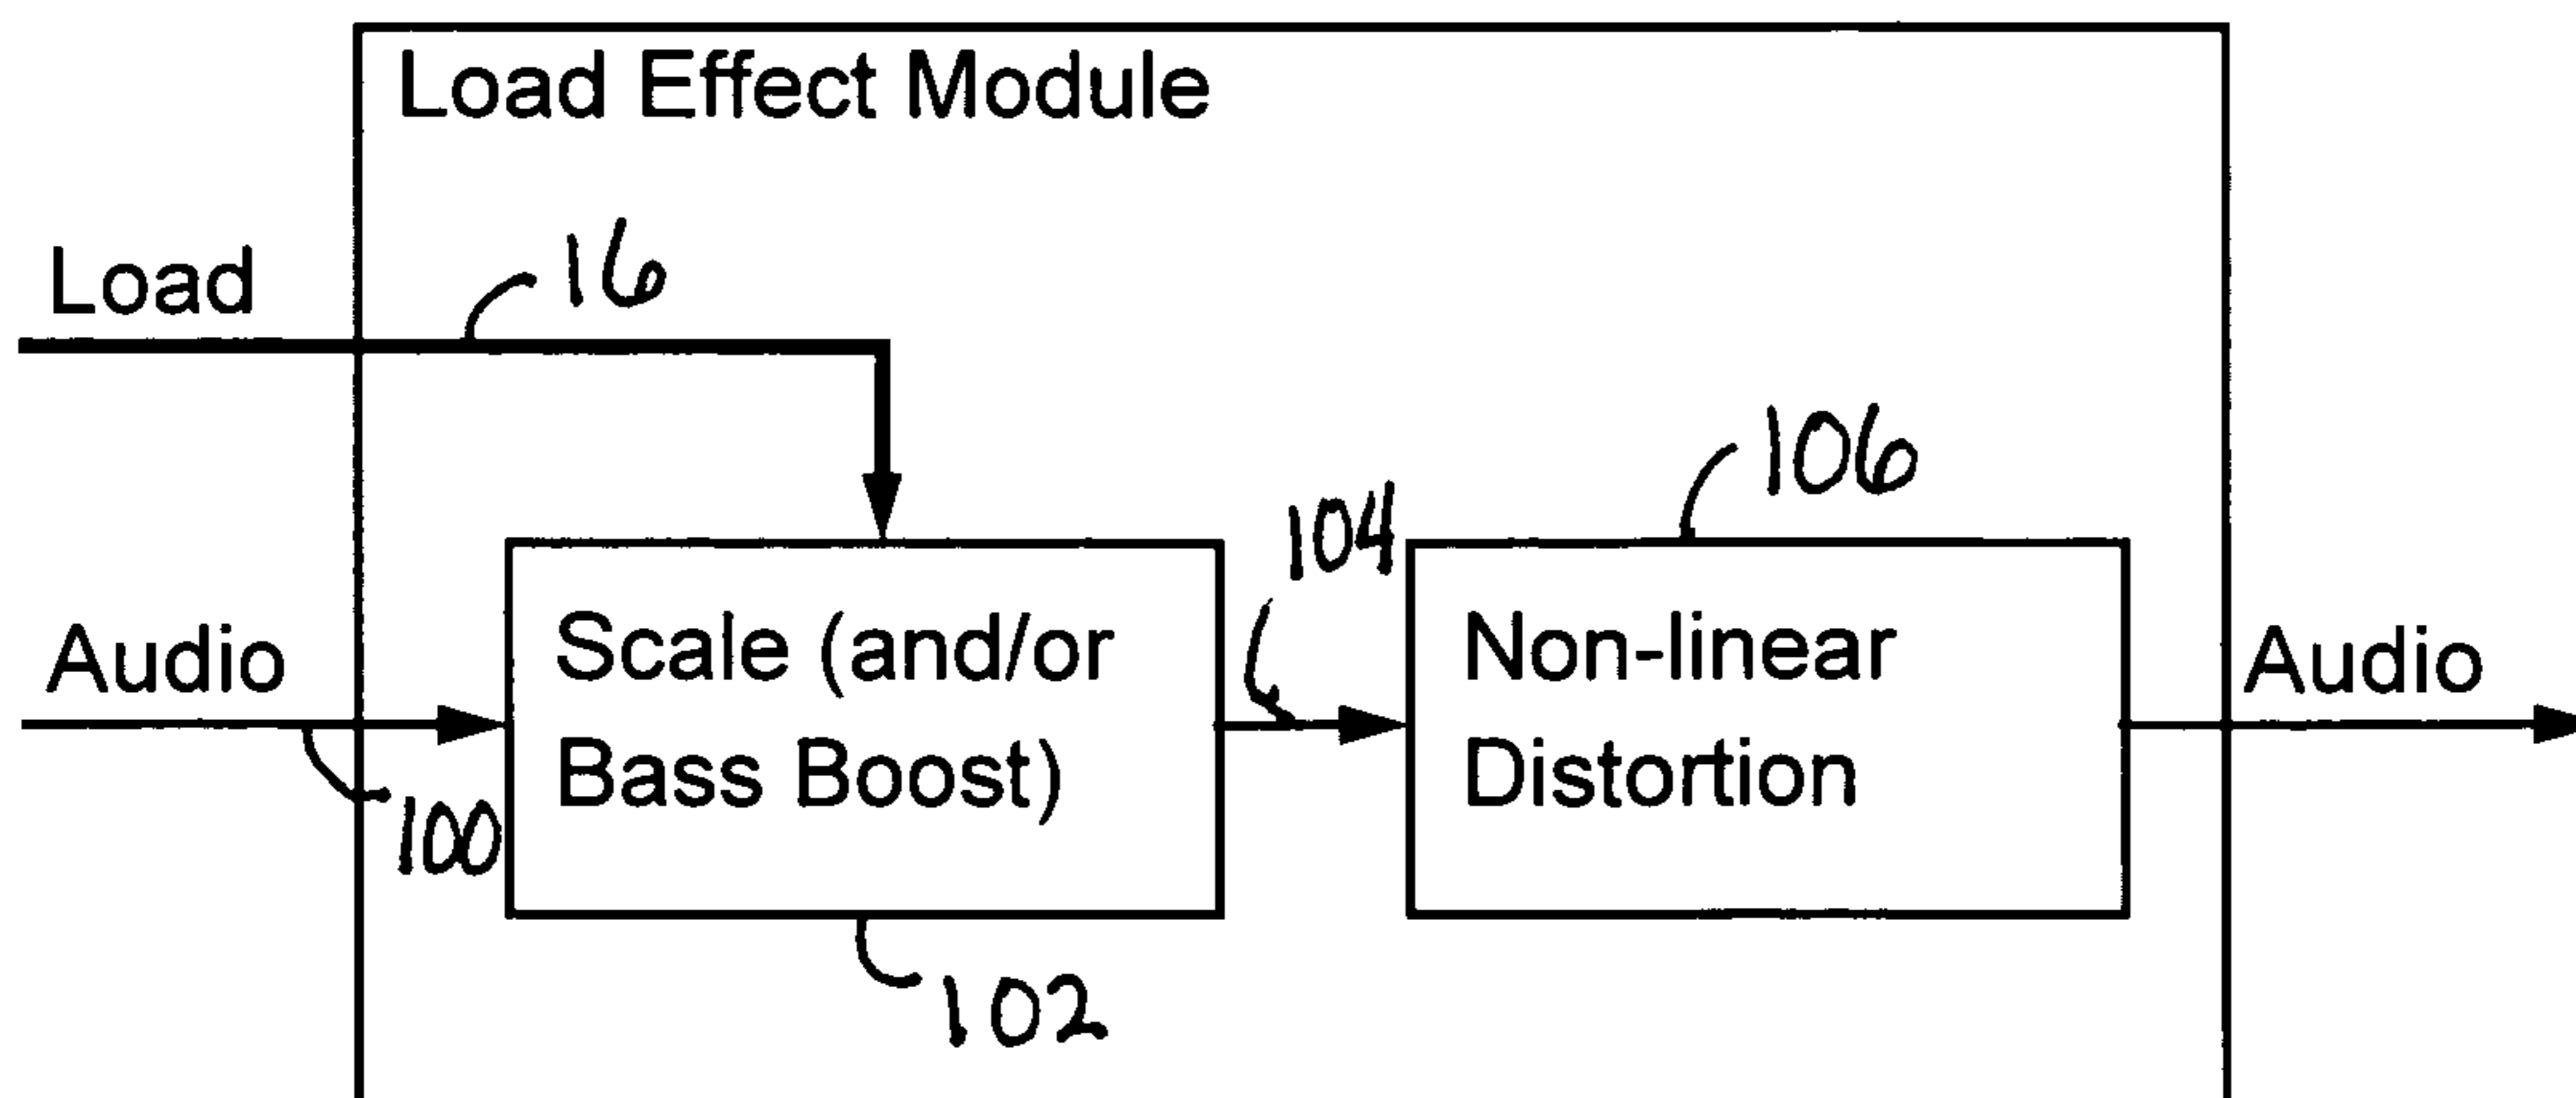 Load Effect Module
Load
16
106
104
Audio
Scale (and/or
Bass Boost)
Non-linear
Distortion
Audio
100
102